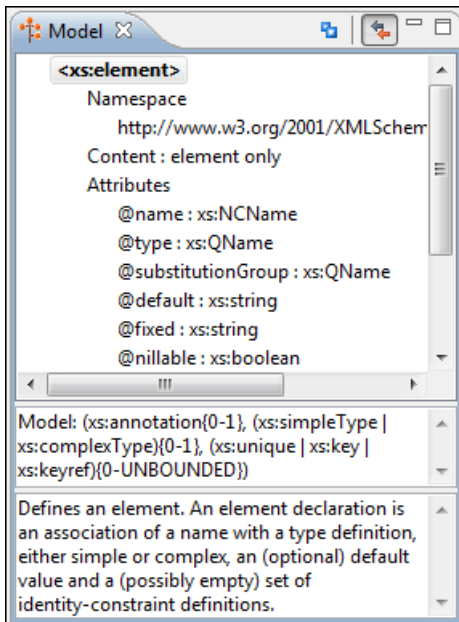 Model
<xs:element>
Namespace
http://www.w3.org/2001/XMLSchem
Content : element only
Attributes
@name : xs:NCName
@type : xs:QName
@substitutionGroup : xs:QName
@default : xs:string
@fixed : xs:string
@nillable : xs:boolean
Model: (xs:annotation{0-1}, (xs:simpleType |
xs:complexType){0-1}, (xs:unique | xs:key |
xs:keyref){0-UNBOUNDED})
Defines an element. An element declaration is
an association of a name with a type definition,
either simple or complex, an (optional) default
value and a (possibly empty) set of
identity-constraint definitions.